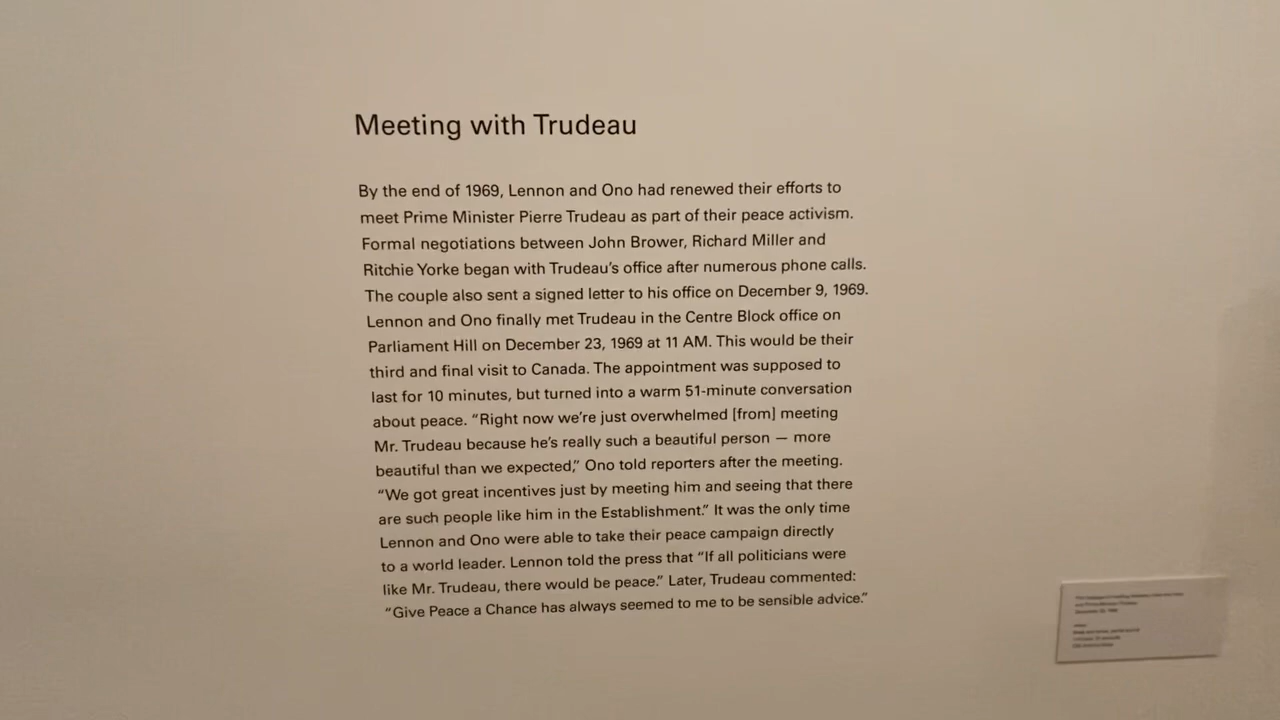 Meeting with Trudeau
By the end of 1969, Lennon and Ono had renewed their efforts to
meet Prime Minister Pierre Trudeau as part of their peace activism.
Formal negotiations between John Brower, Richard Miller and
Ritchie Yorke began with Trudeau's office after numerous phone calls.
The couple also sent a signed letter to his office on December 9, 1969.
Lennon and Ono finally met Trudeau in the Centre Block office on
Parliament Hill on December 23, 1969 at 11 AM. This would be their
third and final visit to Canada. The appointment was supposed to
last for 10 minutes, but turned into a warm 51-minute conversation
about peace. “Right now we're just overwhelmed [from] meeting
Mr. Trudeau because he's really such a beautiful person — more
beautiful than we expected,” Ono told reporters after the meeting.
“We got great incentives just by meeting him and seeing that there
are such people like him in the Establishment.” It was the only time
Lennon and Ono were able to take their peace campaign directly
to a world leader. Lennon told the press that “If all politicians were
like Mr. Trudeau, there would be peace.” Later, Trudeau commented:
“Give Peace a Chance has always seemed to me to be sensible advice.”